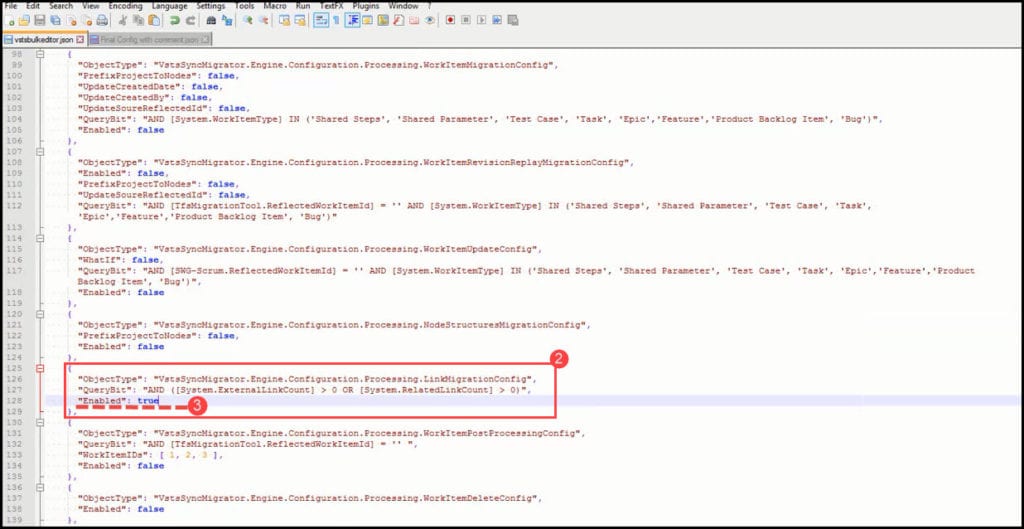 File Edit Search View Encoding Language Settings Tools Macro Run TextFX Plugins Window ?
vstsbulkeditor.json Final Config with comment.json
98 {
99 "ObjectType": "VstsSyncMigrator.Engine.Configuration.Processing.WorkItemMigrationConfig",
100 "PrefixProjectToNodes": false,
101 "UpdateCreatedDate": false,
102 "UpdateCreatedBy": false,
103 "UpdateSoureReflectedId": false,
104 "QueryBit": "AND [System.WorkItemType] IN ('Shared Steps', 'Shared Parameter', 'Test Case', 'Task', 'Epic','Feature','Product Backlog Item', 'Bug')",
105 "Enabled": false
106 },
107 {
108 "ObjectType": "VstsSyncMigrator.Engine.Configuration.Processing.WorkItemRevisionReplayMigrationConfig",
109 "Enabled": false,
110 "PrefixProjectToNodes": false,
111 "UpdateSoureReflectedId": false,
112 "QueryBit": "AND [TfsMigrationTool.ReflectedWorkItemId] = '' AND [System.WorkItemType] IN ('Shared Steps', 'Shared Parameter', 'Test Case', 'Task',
'Epic','Feature','Product Backlog Item', 'Bug')"
113 },
114 {
115 "ObjectType": "VstsSyncMigrator.Engine.Configuration.Processing.WorkItemUpdateConfig",
116 "WhatIf": false,
117 "QueryBit": "AND [SWG-Scrum.ReflectedWorkItemId] = '' AND [System.WorkItemType] IN ('Shared Steps', 'Shared Parameter', 'Test Case', 'Task', 'Epic','Feature','Product
Backlog Item', 'Bug')",
118 "Enabled": false
119 },
120 {
121 "ObjectType": "VstsSyncMigrator.Engine.Configuration.Processing.NodeStructuresMigrationConfig",
122 "PrefixProjectToNodes": false,
123 "Enabled": false
124 },
2
125 {
126 "ObjectType": "VstsSyncMigrator.Engine.Configuration.Processing.LinkMigrationConfig",
127 "QueryBit": "AND ([System.ExternalLinkCount] > 0 OR [System.RelatedLinkCount] > 0)",
128 "Enabled": true
3
129 },
130 {
131 "ObjectType": "VstsSyncMigrator.Engine.Configuration.Processing.WorkItemPostProcessingConfig",
132 "QueryBit": "AND [TfsMigrationTool.ReflectedWorkItemId] = '' ",
133 "WorkItemIDs": [ 1, 2, 3 ],
134 "Enabled": false
135 },
136 {
137 "ObjectType": "VstsSyncMigrator.Engine.Configuration.Processing.WorkItemDeleteConfig",
138 "Enabled": false
139 },